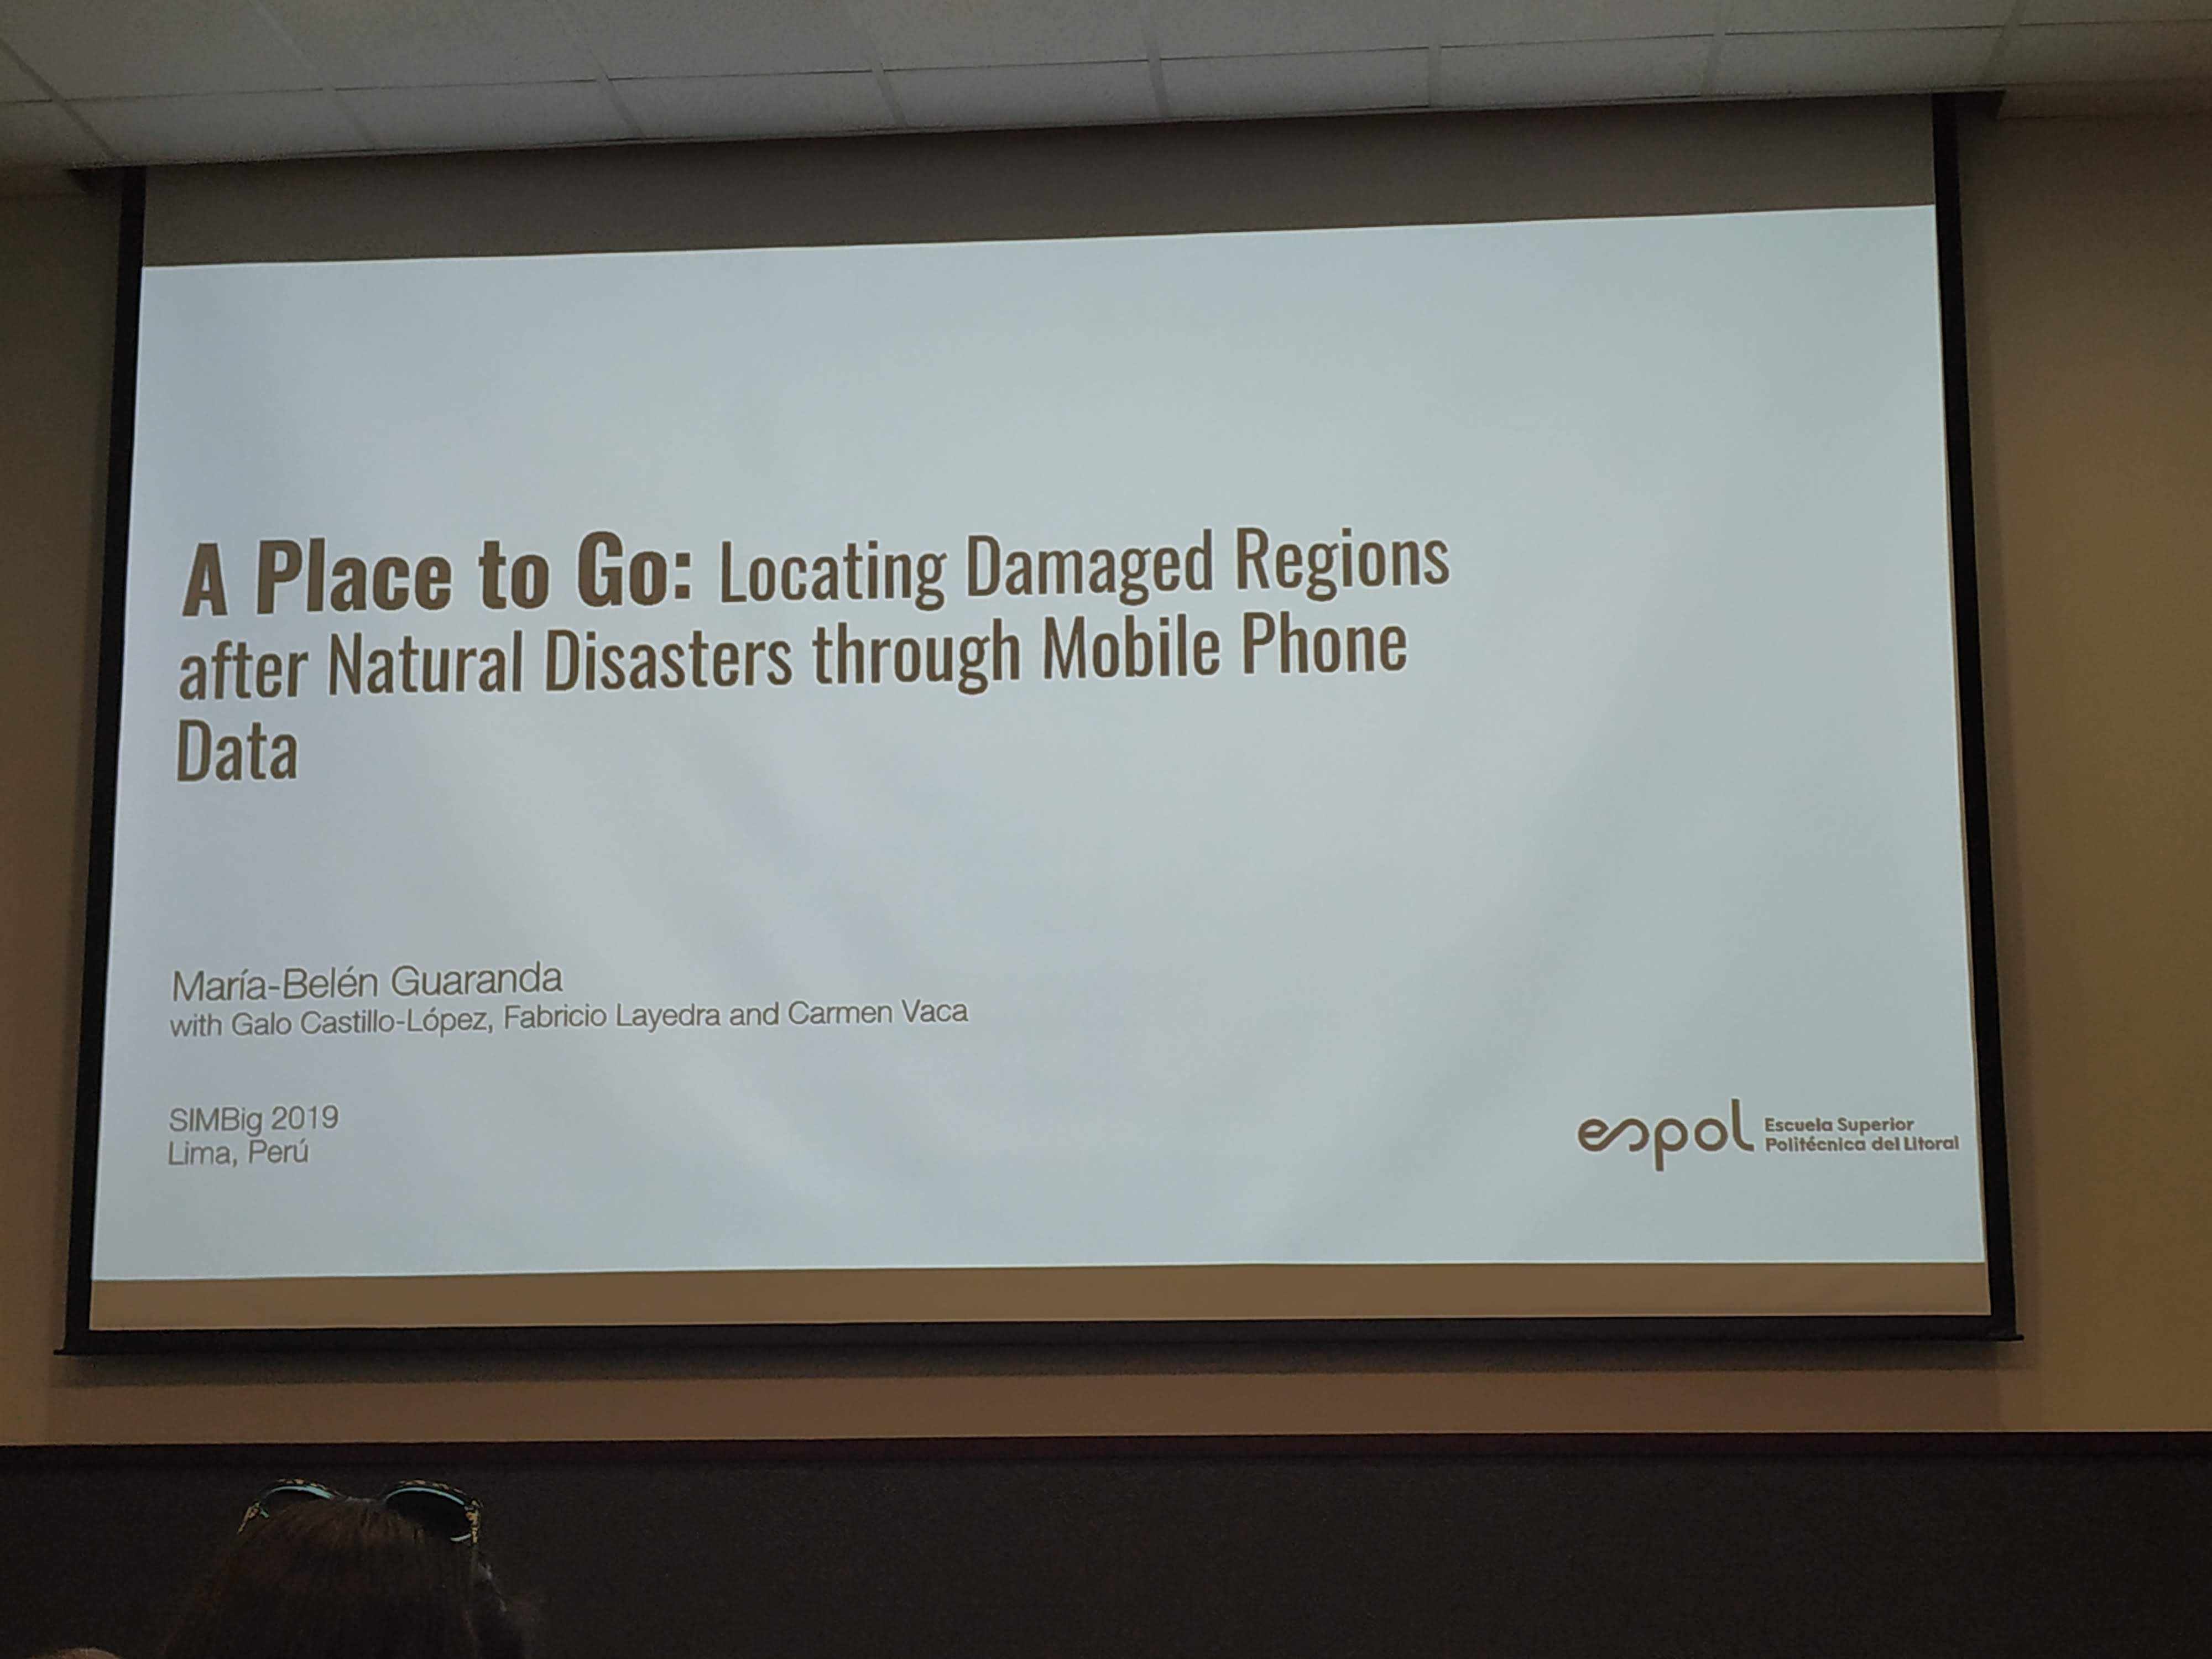 A Place to Go: Locating Damaged Regions
after Natural Disasters through Mobile Phone
Data
María-Belén Guaranda
with Galo Castillo-López, Fabricio Layedra and Carmen Vaca
SIMBig 2019
Lima, Perú
espol
Escuela Superior
Politécnica del Litoral